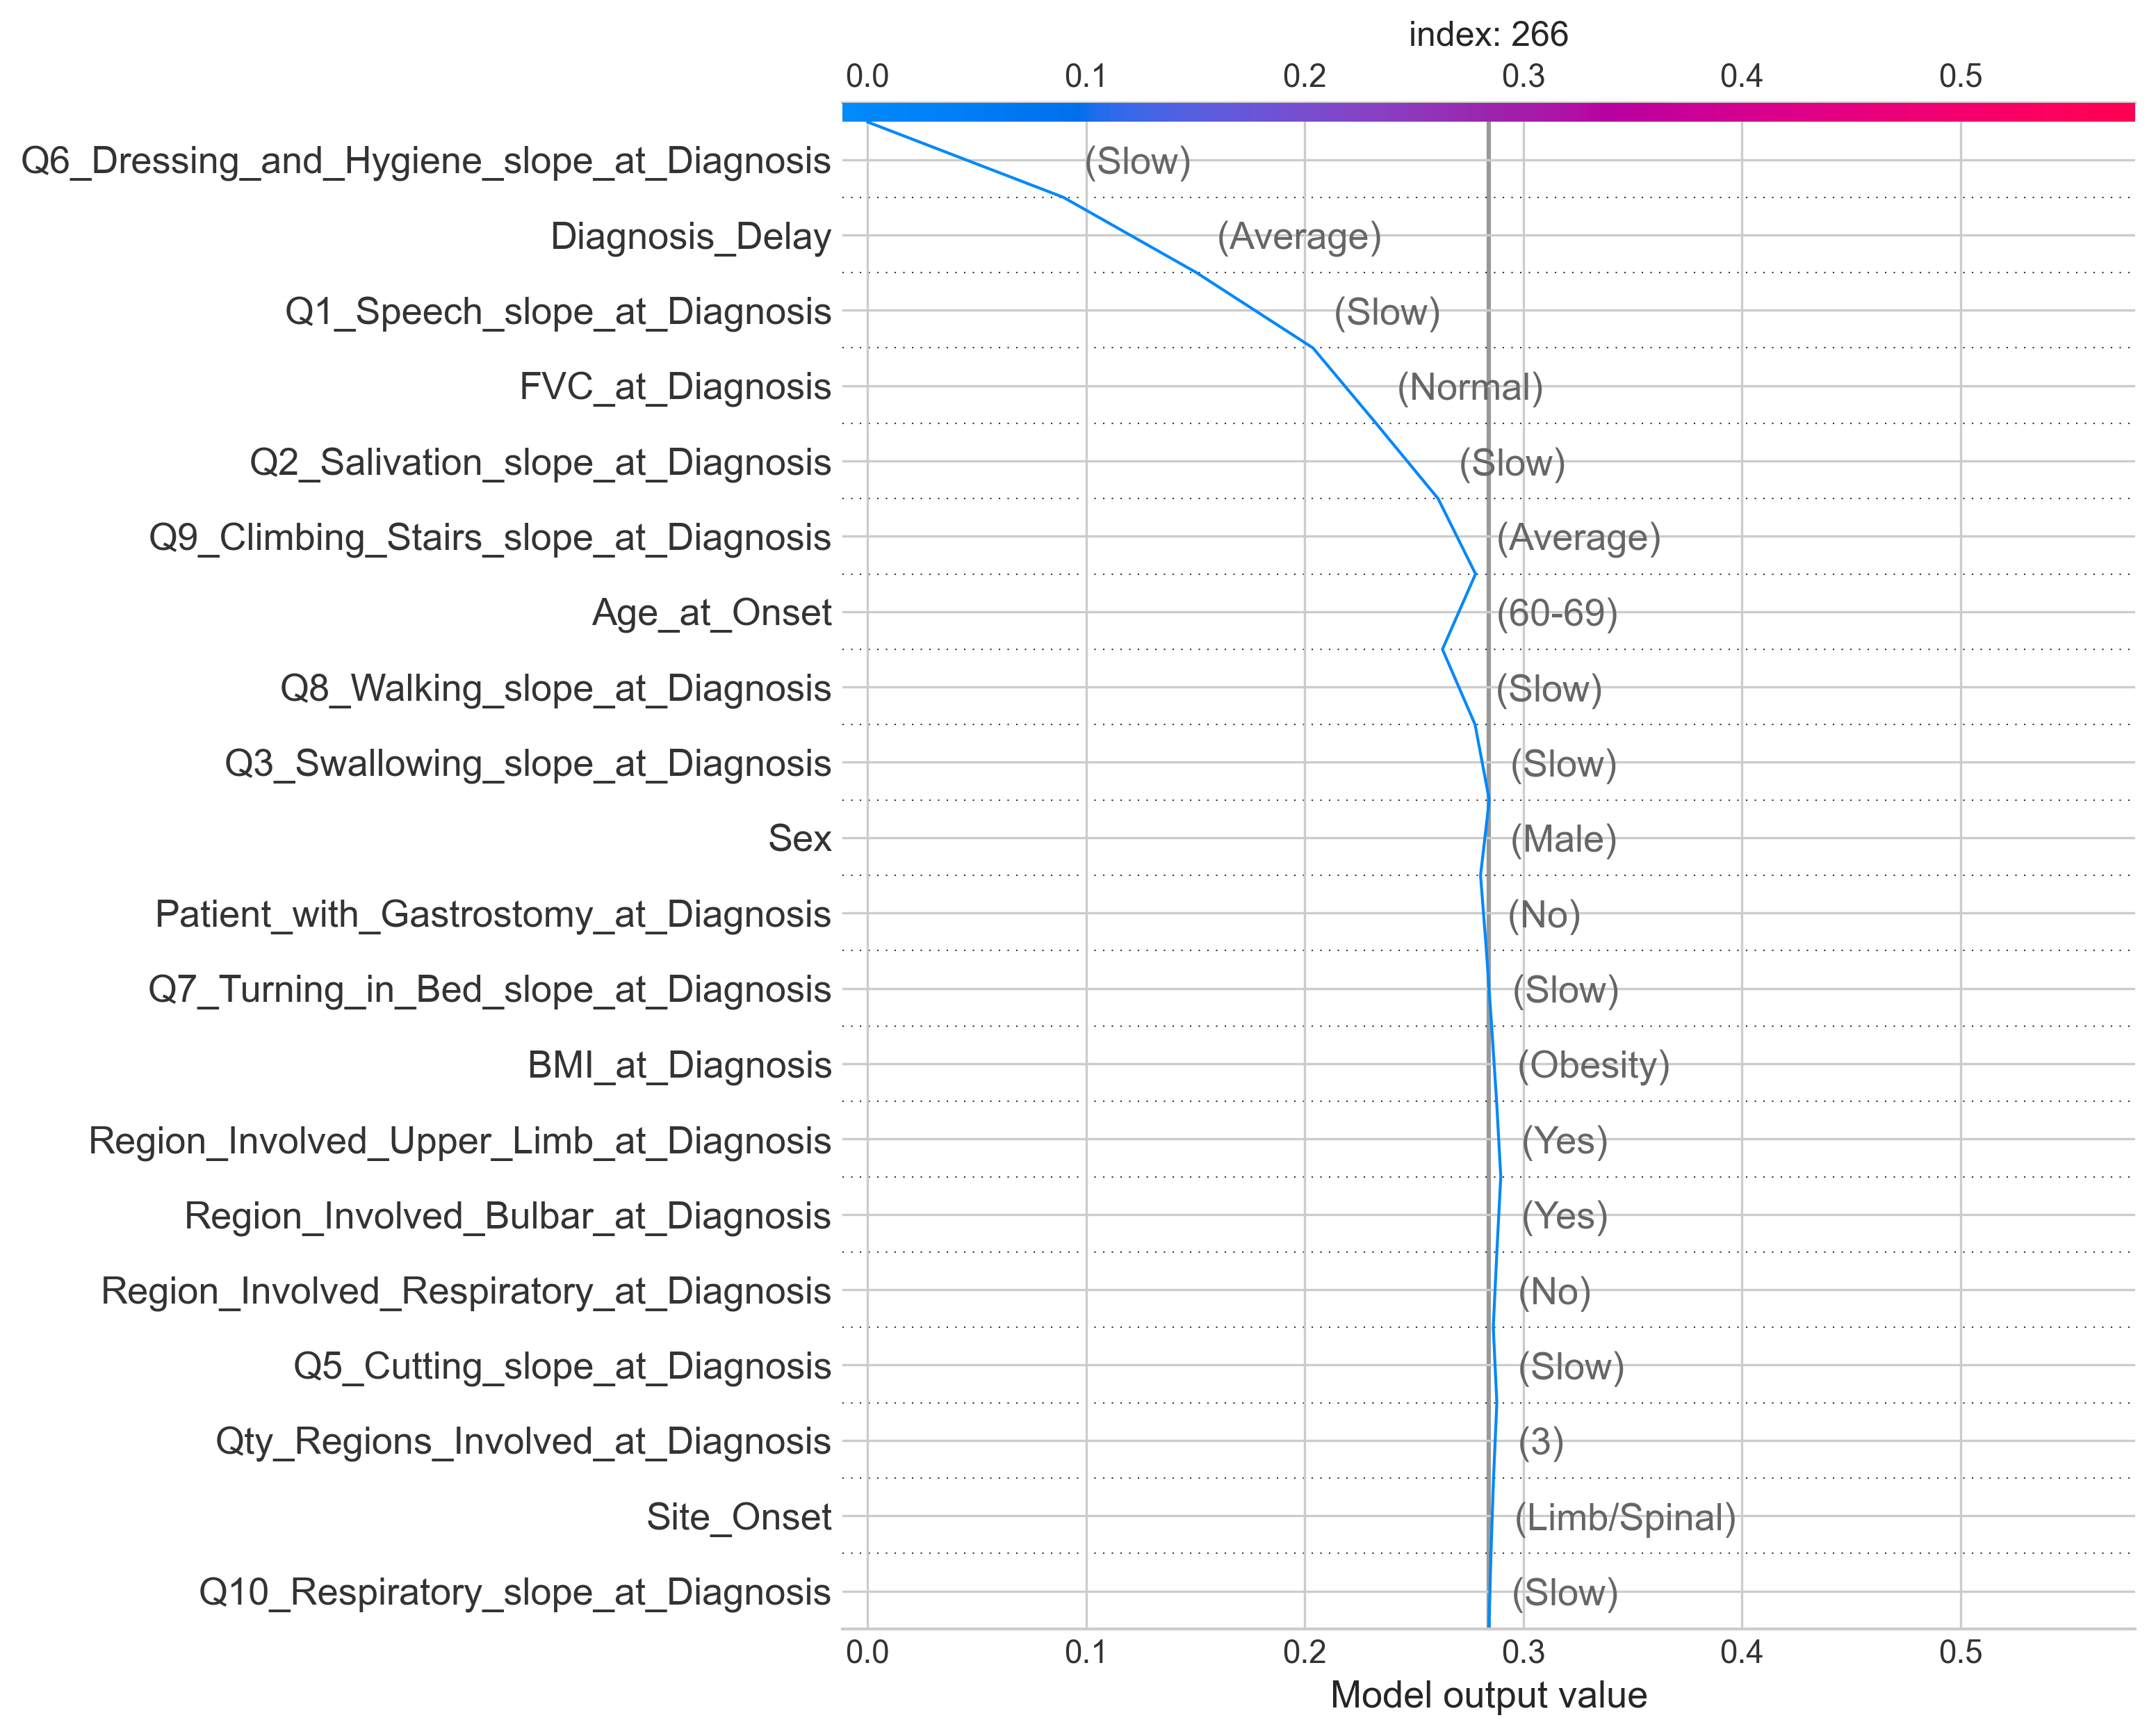 index: 266
0.0 0.1 0.2 0.3 0.4 0.5
Q6_Dressing_and_Hygiene_slope_at_Diagnosis (Slow)
Diagnosis_Delay (Average)
Q1_Speech_slope_at_Diagnosis (Slow)
FVC_at_Diagnosis (Normal)
Q2_Salivation_slope_at_Diagnosis (Slow)
Q9_Climbing_Stairs_slope_at_Diagnosis (Average)
Age_at_Onset (60-69)
Q8_Walking_slope_at_Diagnosis (Slow)
Q3_Swallowing_slope_at_Diagnosis (Slow)
Sex (Male)
Patient_with_Gastrostomy_at_Diagnosis (No)
Q7_Turning_in_Bed_slope_at_Diagnosis (Slow)
BMI_at_Diagnosis (Obesity)
Region_Involved_Upper_Limb_at_Diagnosis (Yes)
Region_Involved_Bulbar_at_Diagnosis (Yes)
Region_Involved_Respiratory_at_Diagnosis (No)
Q5_Cutting_slope_at_Diagnosis (Slow)
Qty_Regions_Involved_at_Diagnosis (3)
Site_Onset (Limb/Spinal)
Q10_Respiratory_slope_at_Diagnosis (Slow)
0.0 0.1 0.2 0.3 0.4 0.5
Model output value